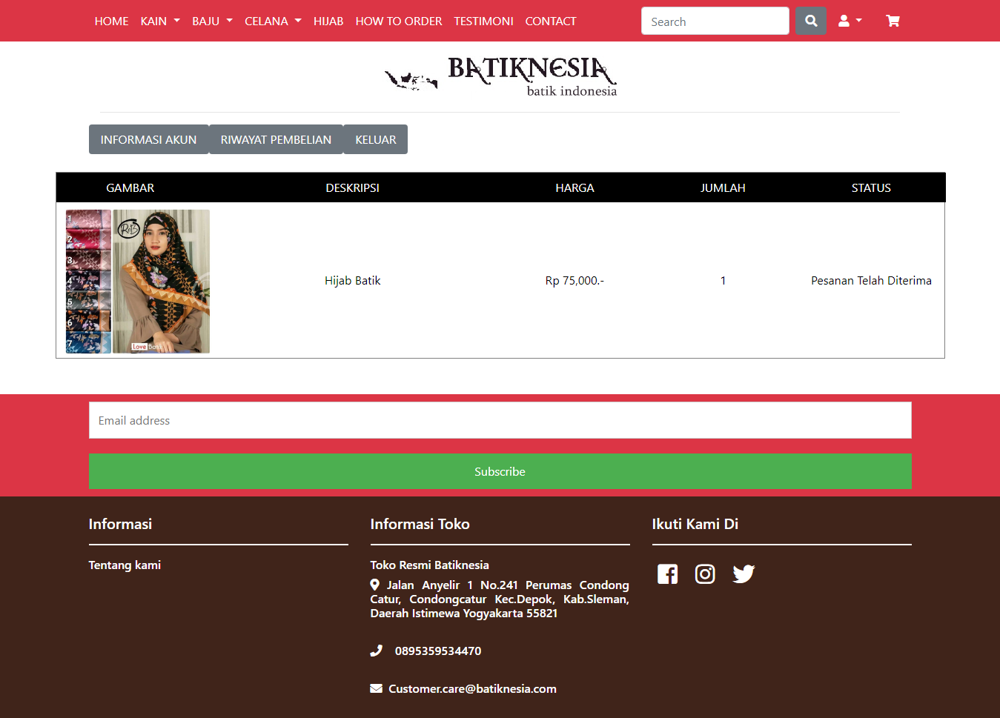 HOME KAIN BAJU CELANA HIJAB HOW TO ORDER TESTIMONI CONTACT Search
BATIKNESIA
batik indonesia
INFORMASI AKUN RIWAYAT PEMBELIAN KELUAR
GAMBAR DESKRIPSI HARGA JUMLAH STATUS
1
2
3
4
5
6
7
RnB
Love Batik
Hijab Batik Rp 75,000.- 1 Pesanan Telah Diterima
Email address
Subscribe
Informasi
Tentang kami
Informasi Toko
Toko Resmi Batiknesia
Jalan Anyelir 1 No.241 Perumas Condong
Catur, Condongcatur Kec.Depok, Kab.Sleman,
Daerah Istimewa Yogyakarta 55821
0895359534470
Customer.care@batiknesia.com
Ikuti Kami Di